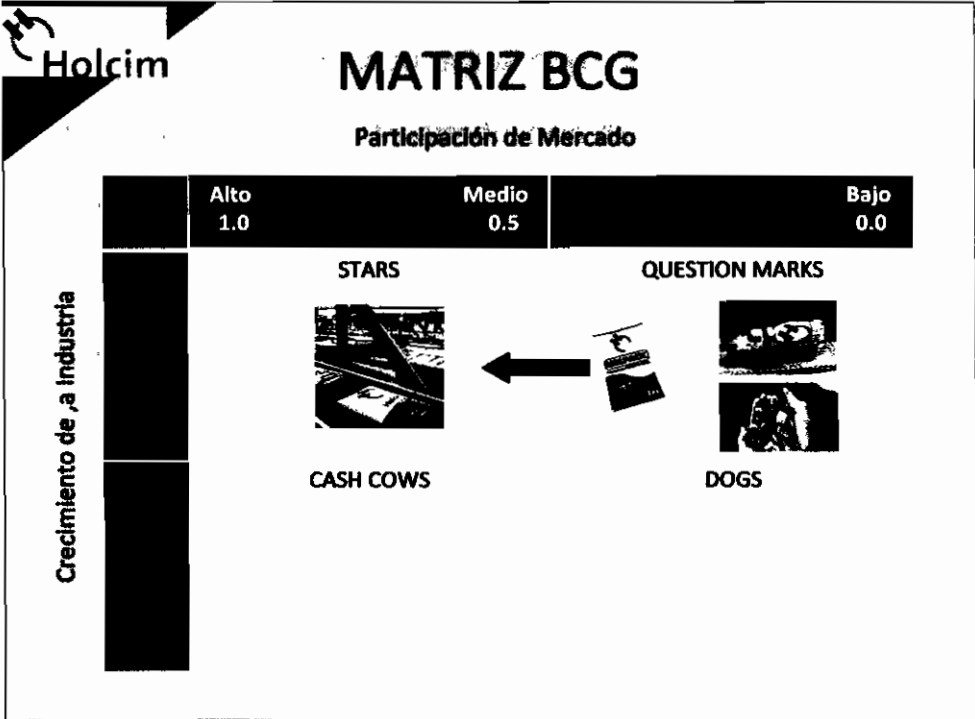 Holcim
MATRIZ BCG
Participación de Mercado
Alto Medio Bajo
1.0 0.5 0.0
STARS QUESTION MARKS
CASH COWS DOGS
Crecimiento de ,a Industria